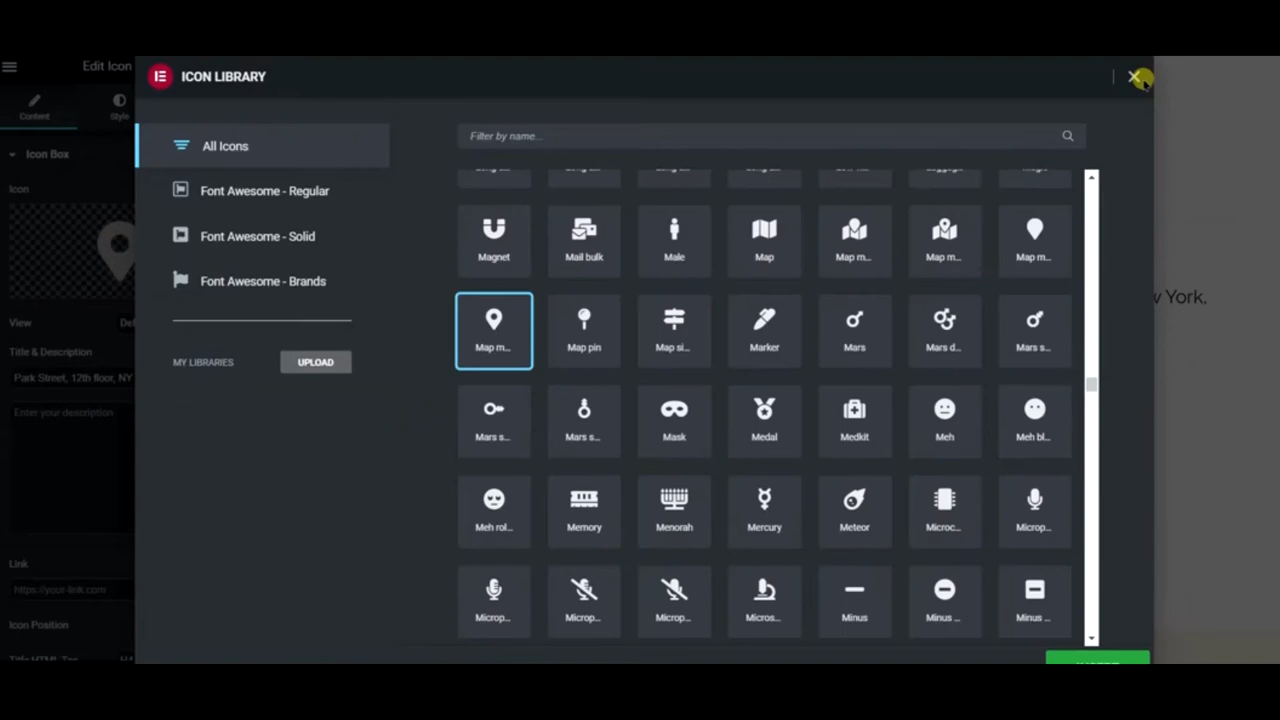 Edit Icon
ICON LIBRARY
Content
Style
All Icons
Filter by name...
Icon Box
Font Awesome - Regular
Icon
Font Awesome - Solid
Magnet
Mail bulk
Male
Map
Map m...
Map m...
Map m...
Font Awesome - Brands
w York,
View
Def
Map m...
Map pin
Map si...
Marker
Mars
Mars d...
Mars s...
Title & Description
MY LIBRARIES
UPLOAD
Park Street, 12th floor, NY
Enter your description
Mars s...
Mars s...
Mask
Medal
Medkit
Meh
Meh bl...
Meh rol...
Memory
Menorah
Mercury
Meteor
Microc...
Microp...
Link
https://your-link.com
Microp...
Microp...
Microp...
Micros...
Minus
Minus ...
Minus ...
Icon Position